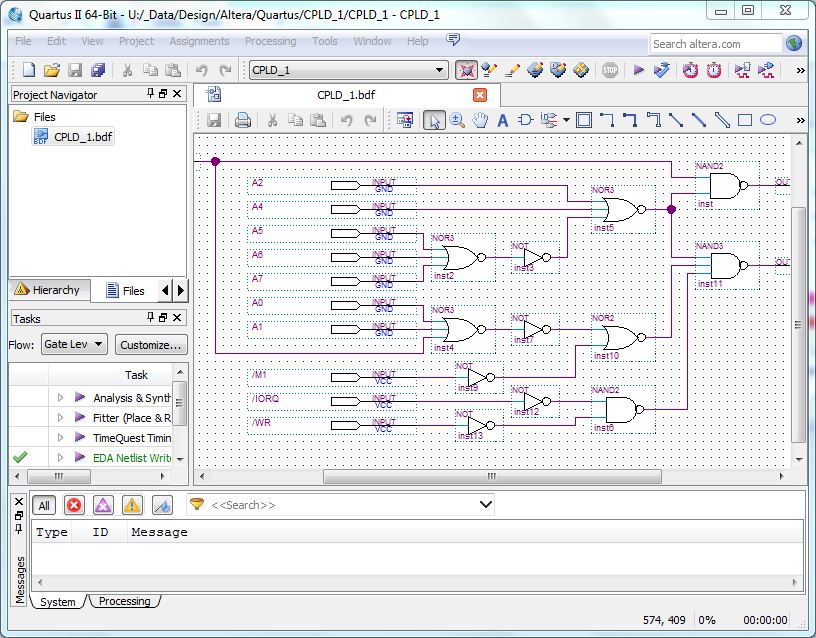 Quartus II 64-Bit - U:/_Data/Design/Altera/Quartus/CPLD_1/CPLD_1 - CPLD_1
File Edit View Project Assignments Processing Tools Window Help
Search altera.com
STOP
CPLD_1
Project Navigator
CPLD_1.bdf
Files
BDF CPLD_1.bdf
Hierarchy Files
Tasks
Flow: Gate Lev Customize...
Task
Analysis & Synth
Fitter (Place & R
TimeQuest Timin
EDA Netlist Write
NAND2
inst
OU
A2 INPUT GND
A4 INPUT GND
NOR3
inst5
A5 INPUT GND
A6 INPUT GND
A7 INPUT GND
NOR3
inst2
NOT
inst3
NAND3
inst11
OU
A0 INPUT GND
A1 INPUT GND
NOR3
inst4
NOT
inst7
NOR2
inst10
/M1 INPUT VCC
NOT
inst9
/IORQ INPUT VCC
NOT
inst12
NAND2
inst6
/WR INPUT VCC
NOT
inst13
Messages
All
<<Search>>
Type ID Message
System Processing
574, 409 0% 00:00:00